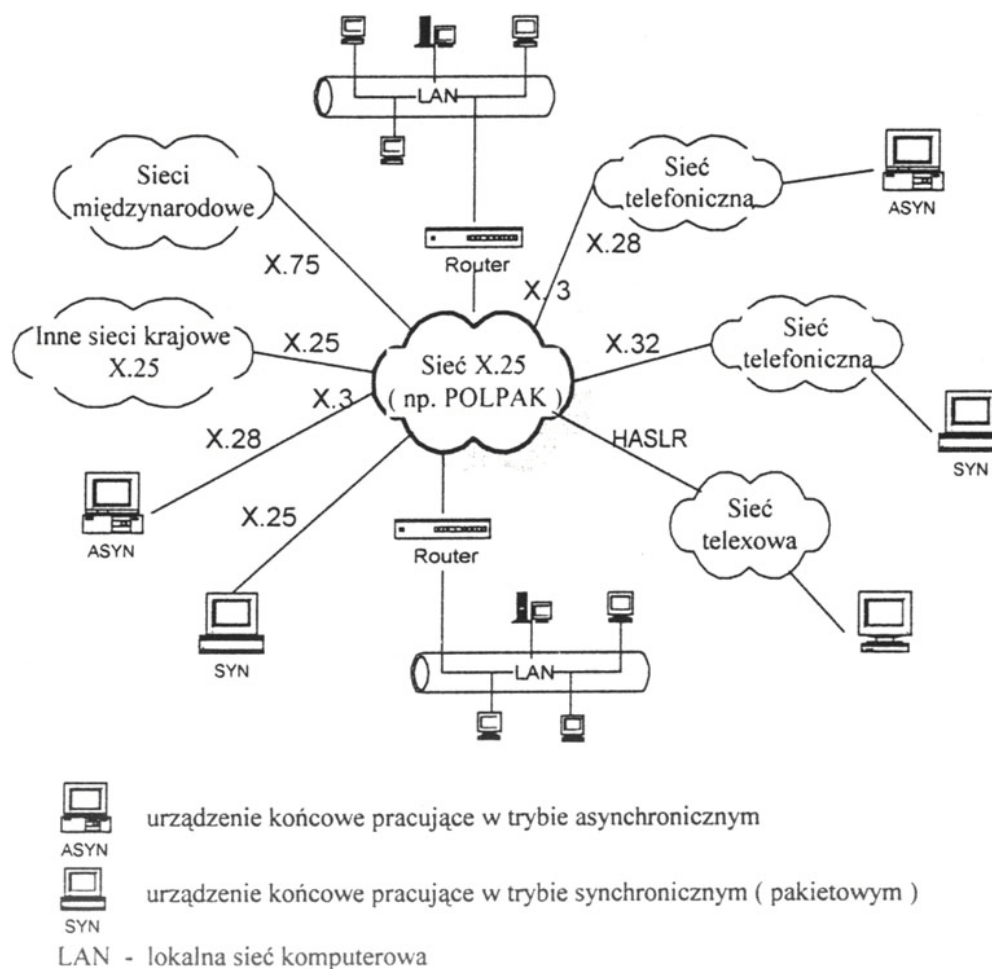 LAN
Sieci
międzynarodowe
Sieć
telefoniczna
ASYN
X.28
X.75
Router
X. 3
Inne sieci krajowe
X.25
X.25
Sieć X.25
( np. POLPAK )
X.32
Sieć
telefoniczna
X.3
X.28
HASLR
SYN
ASYN
X.25
Router
Sieć
telexowa
SYN
LAN
urządzenie końcowe pracujące w trybie asynchronicznym
ASYN
urządzenie końcowe pracujące w trybie synchronicznym ( pakietowym )
SYN
LAN - lokalna sieć komputerowa